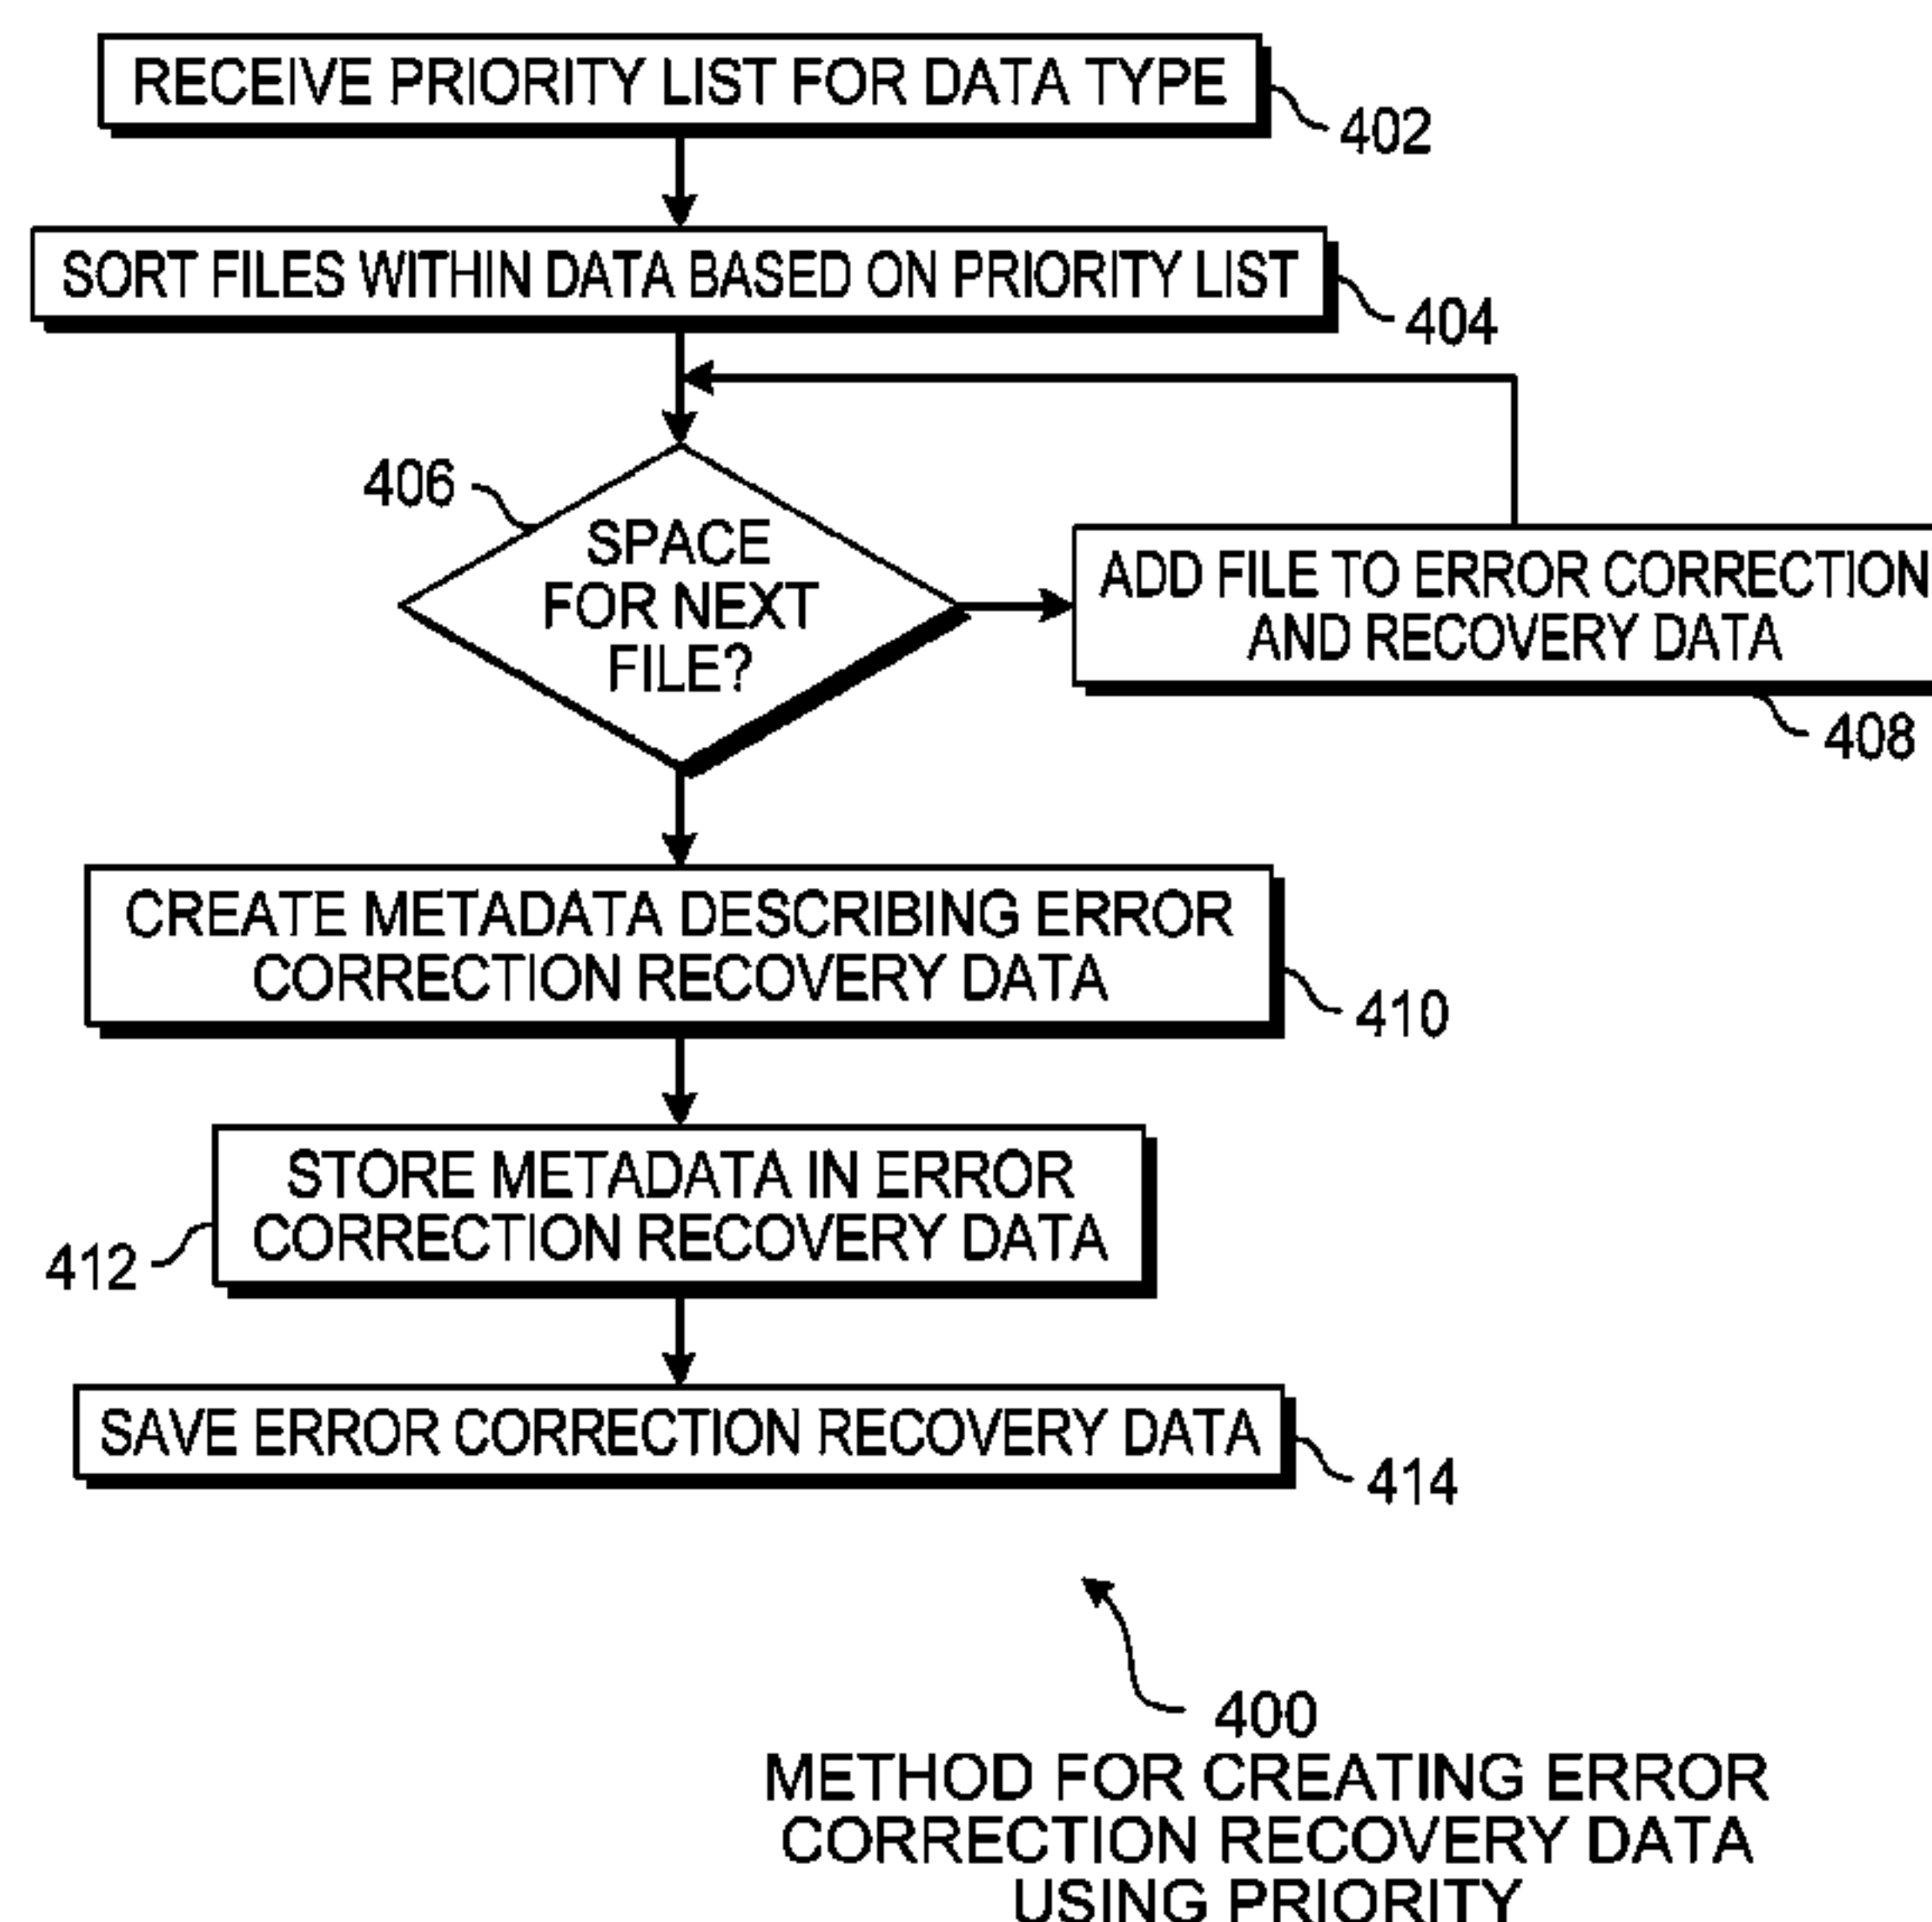 RECEIVE PRIORITY LIST FOR DATA TYPE
402
SORT FILES WITHIN DATA BASED ON PRIORITY LIST
404
406
SPACE
FOR NEXT
FILE?
ADD FILE TO ERROR CORRECTION
AND RECOVERY DATA
408
CREATE METADATA DESCRIBING ERROR
CORRECTION RECOVERY DATA
410
STORE METADATA IN ERROR
CORRECTION RECOVERY DATA
412
SAVE ERROR CORRECTION RECOVERY DATA
414
400
METHOD FOR CREATING ERROR
CORRECTION RECOVERY DATA
USING PRIORITY